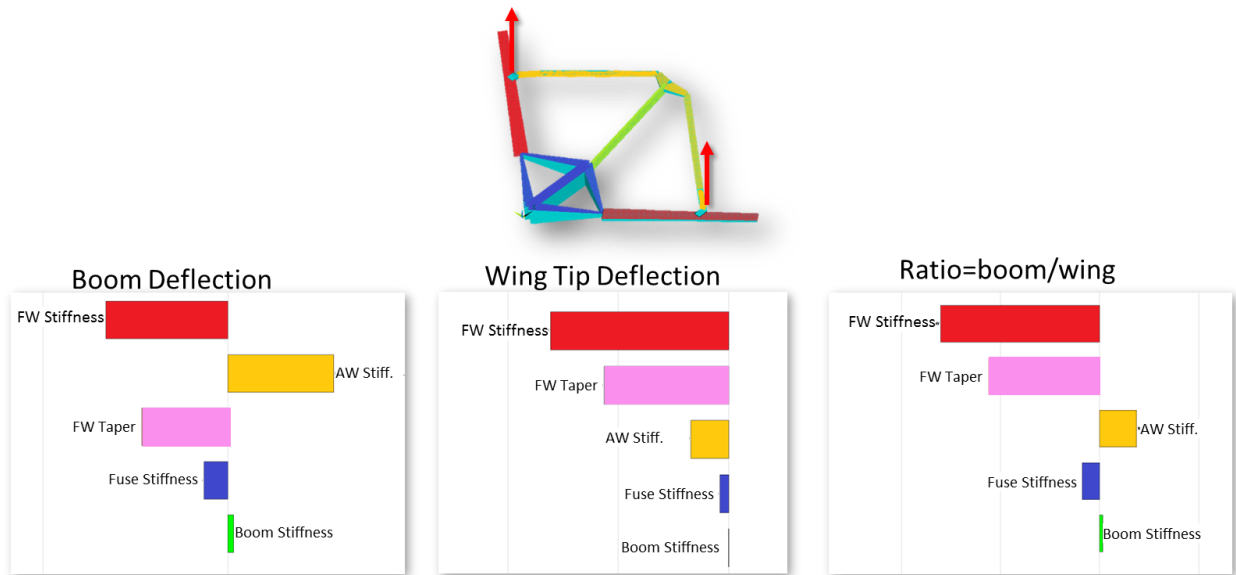 Boom Deflection
FW Stiffness
AW Stiff.
FW Taper
Fuse Stiffness
Boom Stiffness
Wing Tip Deflection
FW Stiffness
FW Taper
AW Stiff.
Fuse Stiffness
Boom Stiffness
Ratio=boom/wing
FW Stiffness
FW Taper
AW Stiff.
Fuse Stiffness
Boom Stiffness